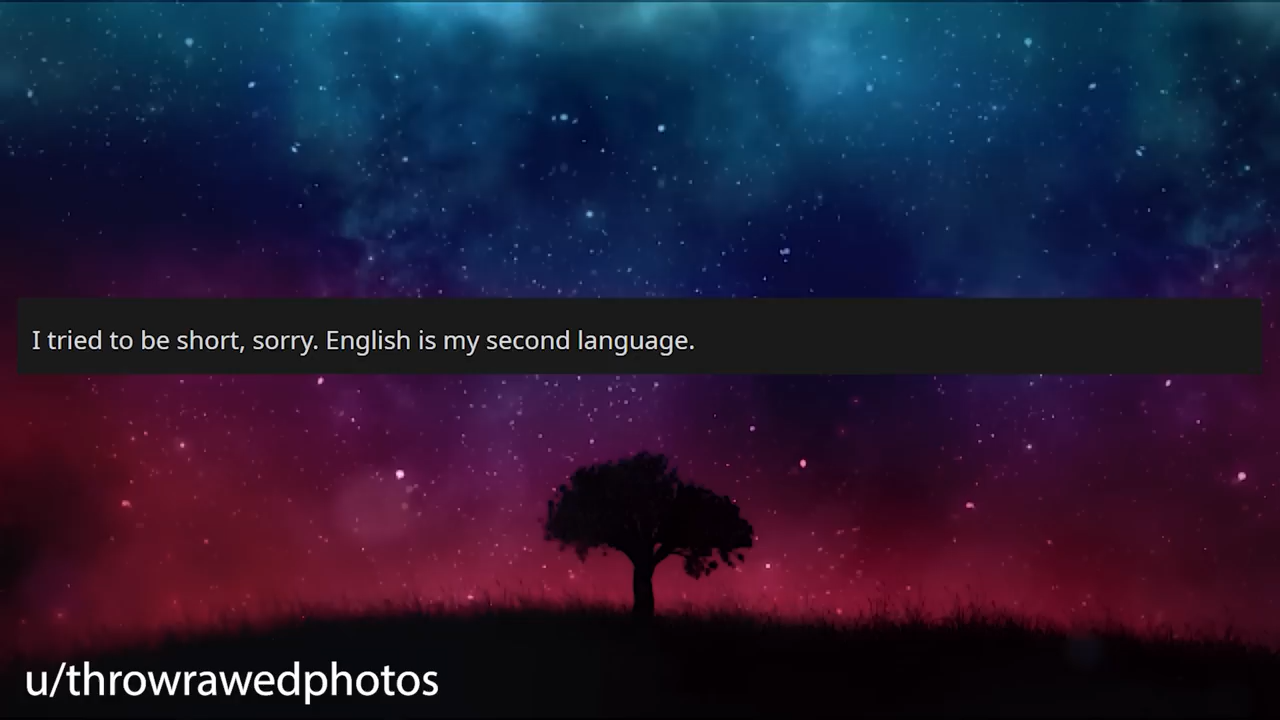 I tried to be short, sorry. English is my second language.
u/throwrawedphotos